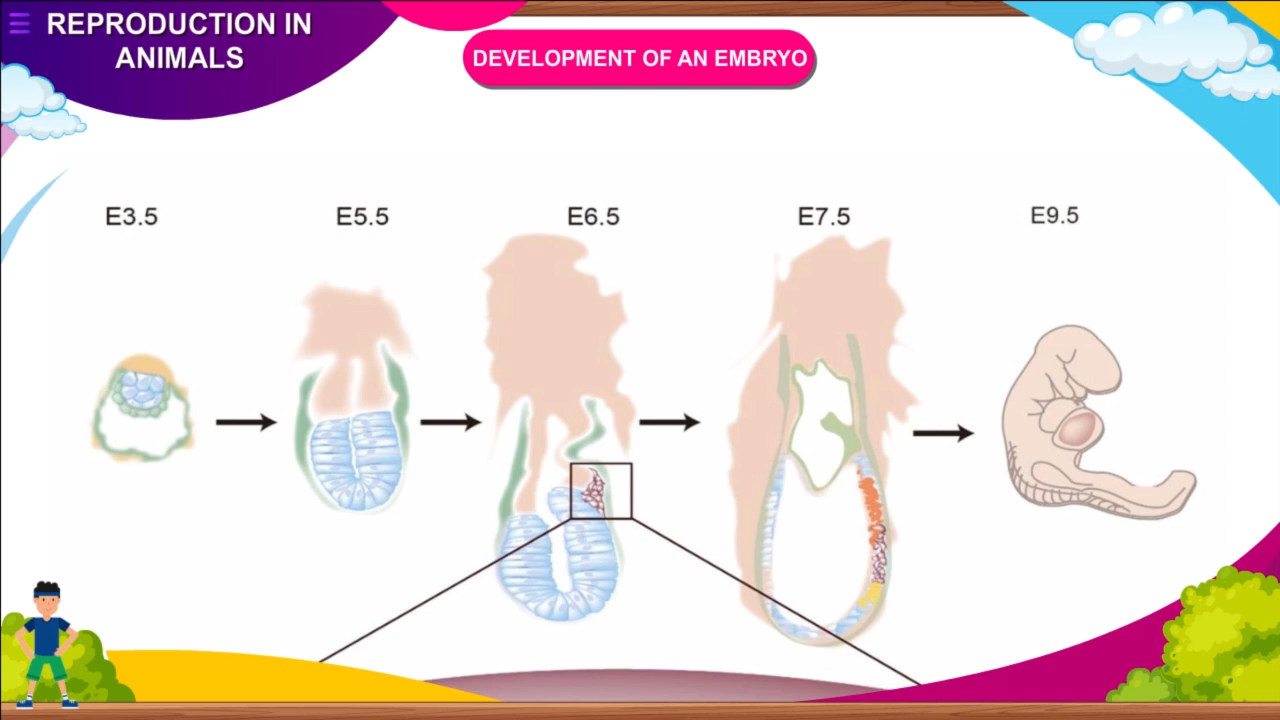 REPRODUCTION IN
ANIMALS
DEVELOPMENT OF AN EMBRYO
E3.5
E5.5
E6.5
E7.5
E9.5